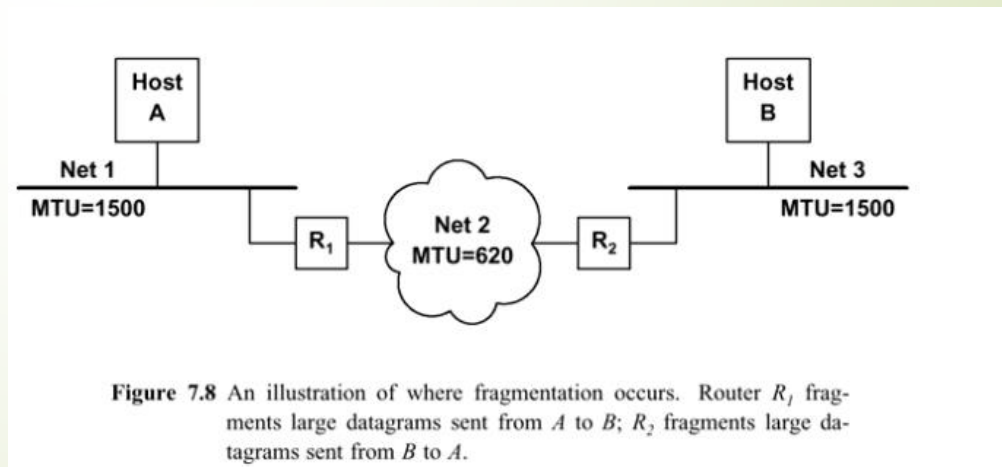 Host
A
Host
B
Net 1
Net 3
MTU=1500
MTU=1500
R1
Net 2
MTU=620
R2
Figure 7.8 An illustration of where fragmentation occurs. Router R1 frag-
ments large datagrams sent from A to B; R2 fragments large da-
tagrams sent from B to A.